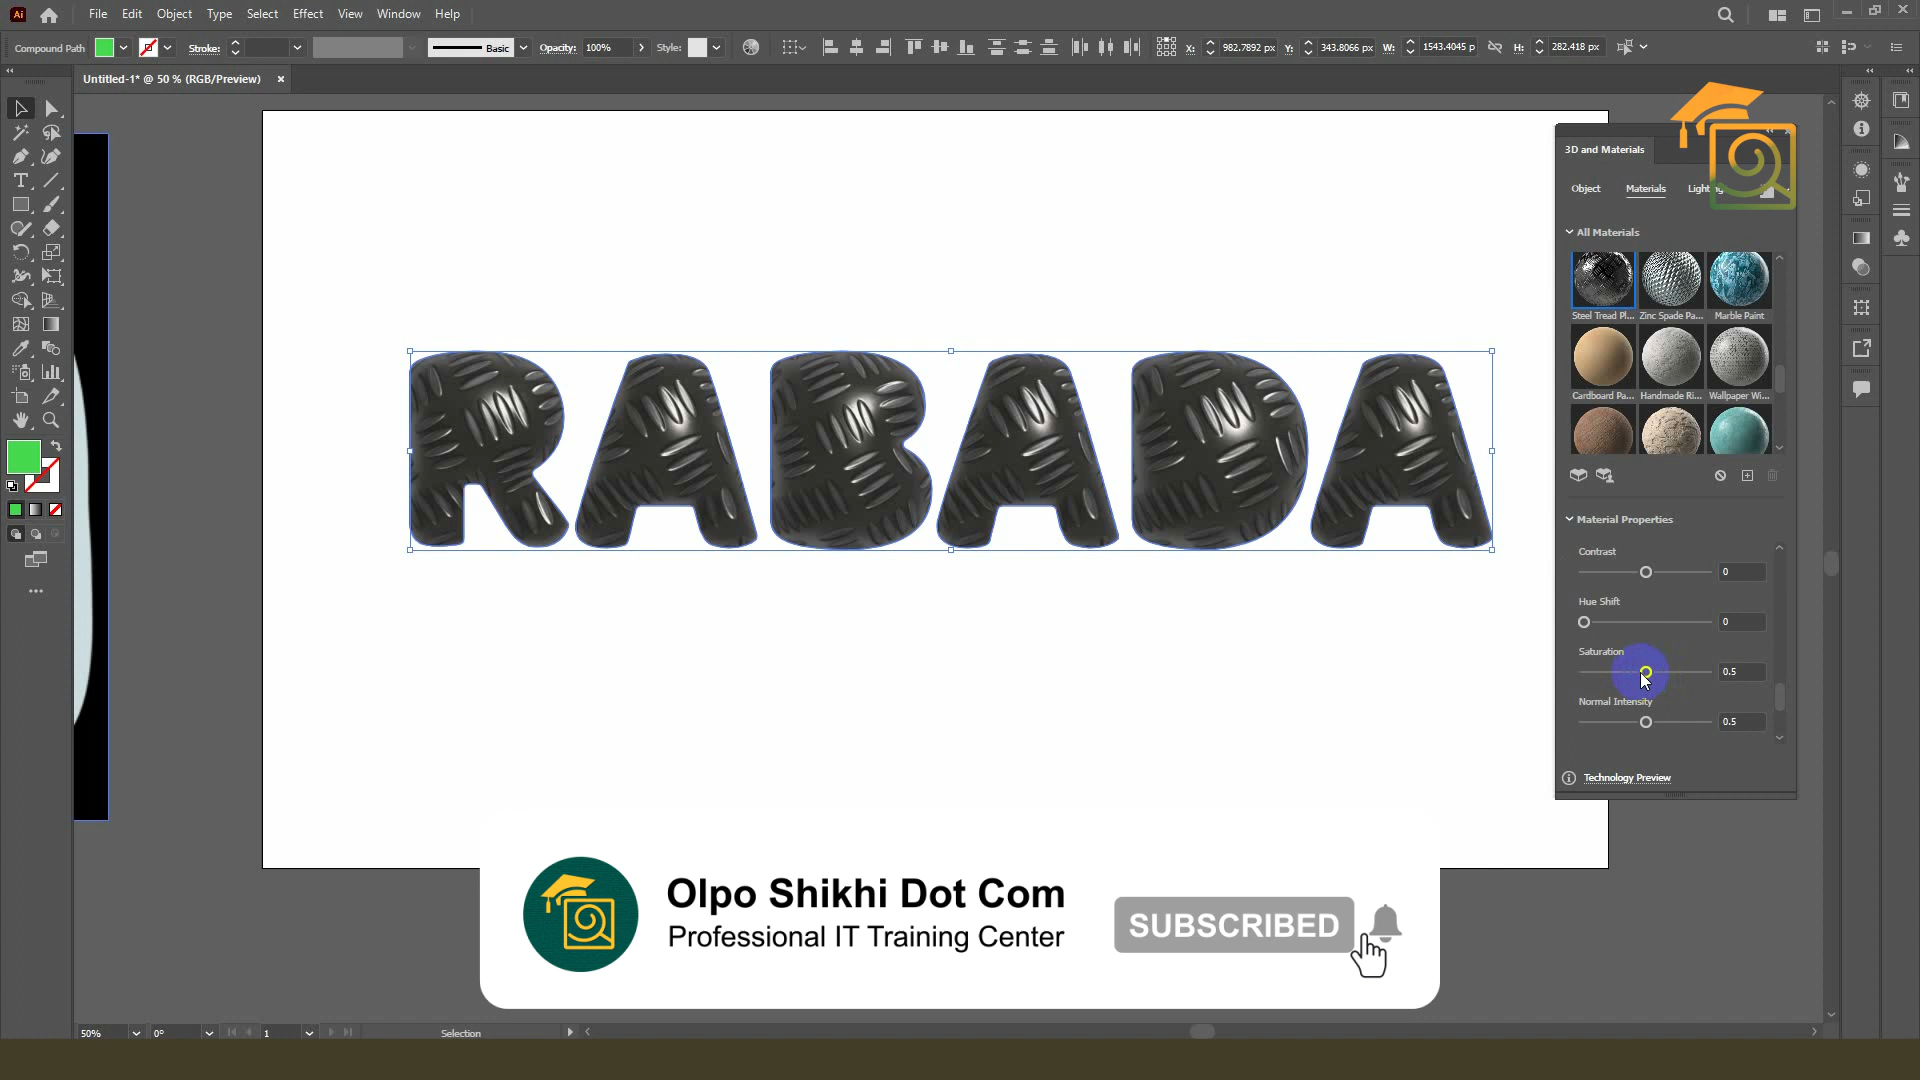 Ai File Edit Object Type Select Effect View Window Help
Compound Path Stroke: Basic Opacity: 100% Style: X: 982.7892 px Y: 343.8066 px W: 1543.4045 p H: 282.418 px
Untitled-1* @ 50 % (RGB/Preview) ×
3D and Materials
Object Materials Lighting
All Materials
Steel Tread Pl... Zinc Spade Pa... Marble Paint
Cardboard Pa... Handmade Ri... Wallpaper Wi...
RABADA
Material Properties
Contrast
0
Hue Shift
0
Saturation
0.5
Normal Intensity
0.5
Technology Preview
Olpo Shikhi Dot Com
Professional IT Training Center
SUBSCRIBED
50% 0° 1 Selection